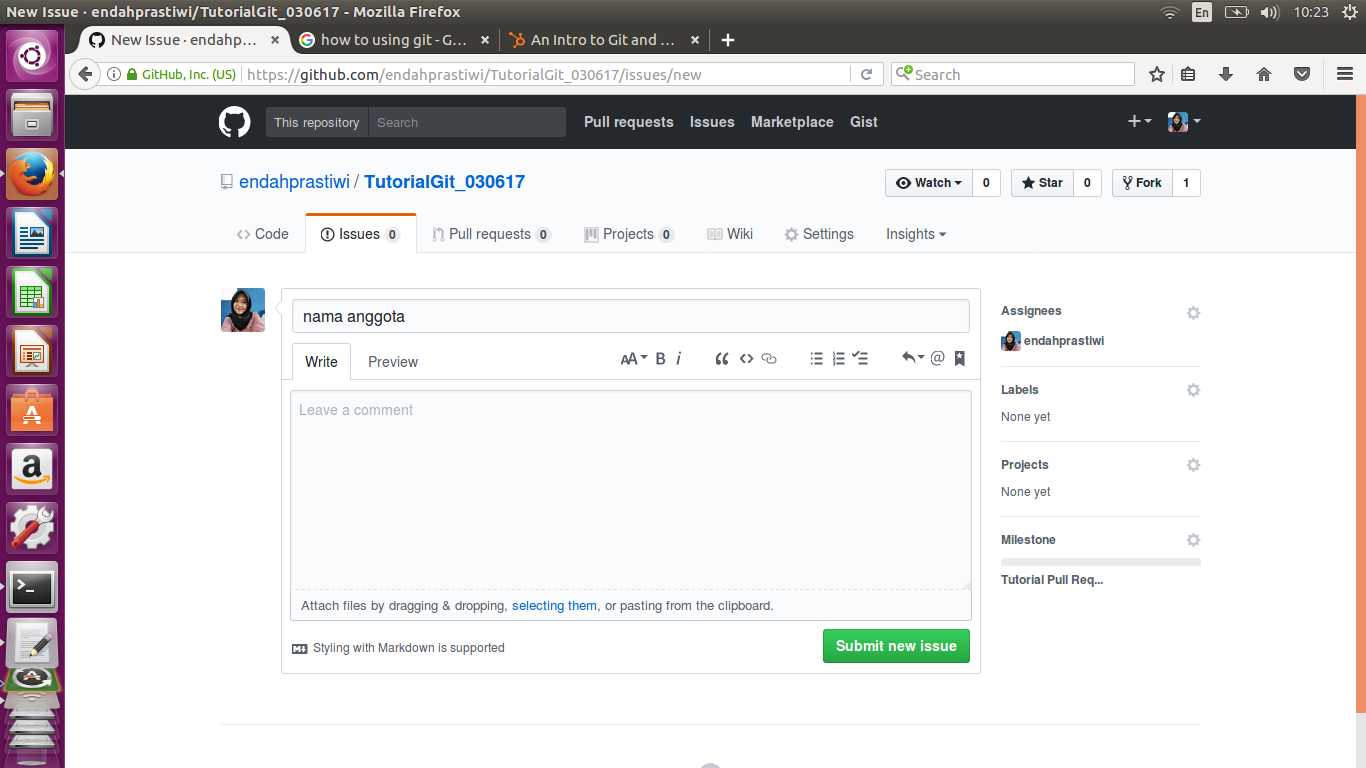 New Issue · endahprastiwi/TutorialGit_030617 - Mozilla Firefox
En
10:23
New Issue · endahp...
how to using git - G...
An Intro to Git and ...
GitHub, Inc. (US)
https://github.com/endahprastiwi/TutorialGit_030617/issues/new
Search
This repository
Search
Pull requests
Issues
Marketplace
Gist
endahprastiwi / TutorialGit_030617
Watch
0
Star
0
Fork
1
Code
Issues 0
Pull requests 0
Projects 0
Wiki
Settings
Insights
nama anggota
Write
Preview
AA B i
Leave a comment
Attach files by dragging & dropping, selecting them, or pasting from the clipboard.
Styling with Markdown is supported
Submit new issue
Assignees
endahprastiwi
Labels
None yet
Projects
None yet
Milestone
Tutorial Pull Req...